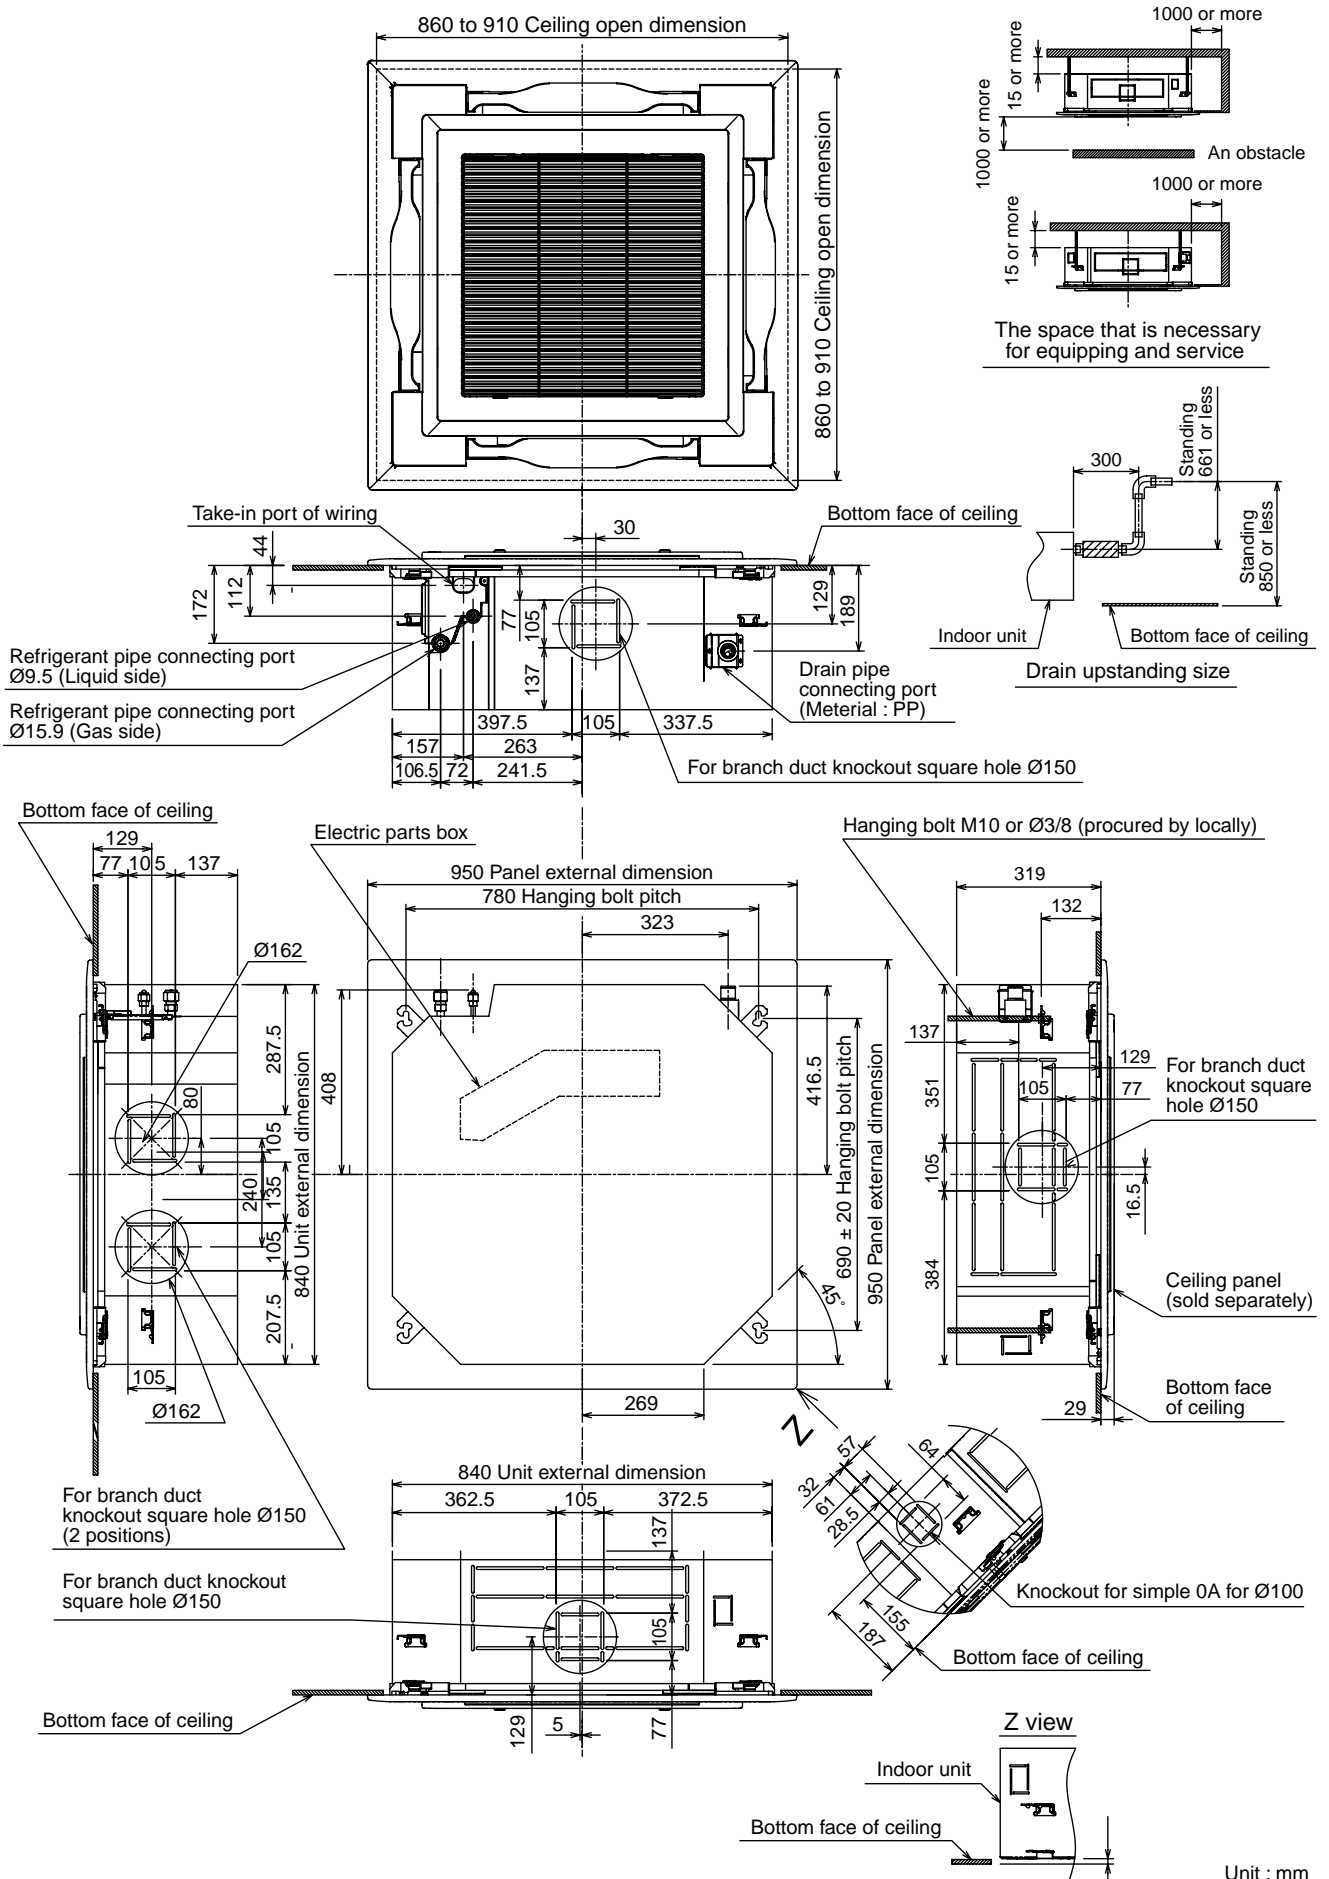 860 to 910 Ceiling open dimension
860 to 910 Ceiling open dimension
1000 or more
15 or more
1000 or more
An obstacle
1000 or more
15 or more
The space that is necessary
for equipping and service
Standing
661 or less
300
Standing
850 or less
Indoor unit
Bottom face of ceiling
Drain upstanding size
Take-in port of wiring
30
Bottom face of ceiling
44
112
172
77
105
137
129
189
Refrigerant pipe connecting port
Ø9.5 (Liquid side)
Refrigerant pipe connecting port
Ø15.9 (Gas side)
Drain pipe
connecting port
(Meterial : PP)
397.5
105
337.5
157
263
106.5
72
241.5
For branch duct knockout square hole Ø150
Bottom face of ceiling
129
77
105
137
Ø162
287.5
80
105
135
240
105
207.5
840 Unit external dimension
105
Ø162
For branch duct
knockout square hole Ø150
(2 positions)
Electric parts box
950 Panel external dimension
780 Hanging bolt pitch
323
408
416.5
690 ± 20 Hanging bolt pitch
950 Panel external dimension
45°
269
Z
Hanging bolt M10 or Ø3/8 (procured by locally)
319
132
137
129
351
105
77
105
16.5
384
For branch duct
knockout square
hole Ø150
Ceiling panel
(sold separately)
Bottom face
of ceiling
29
840 Unit external dimension
362.5
105
372.5
137
105
129
5
77
For branch duct knockout
square hole Ø150
Bottom face of ceiling
57
32
61
28.5
64
155
187
Knockout for simple 0A for Ø100
Bottom face of ceiling
Z view
Indoor unit
Bottom face of ceiling
Unit : mm